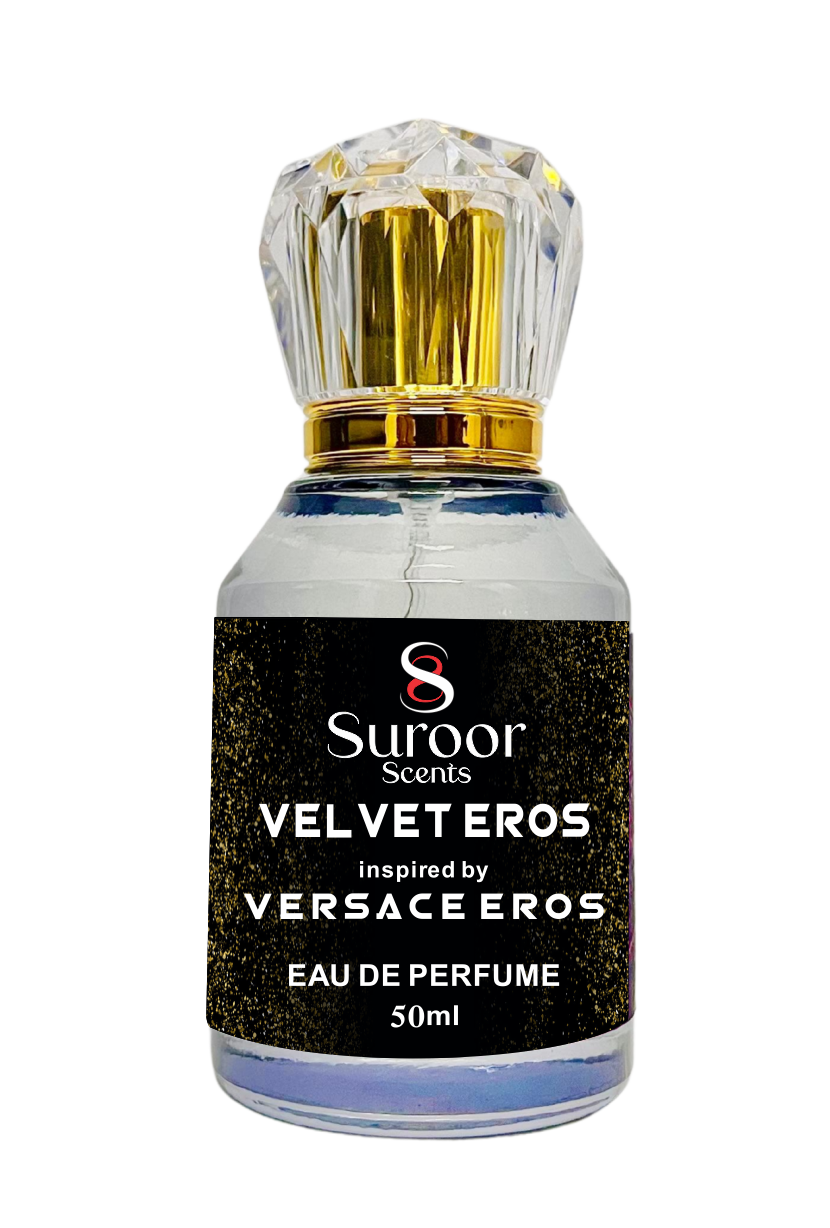 Suroor
Scents
VELVET EROS
inspired by
VERSACE EROS
EAU DE PERFUME
50ml